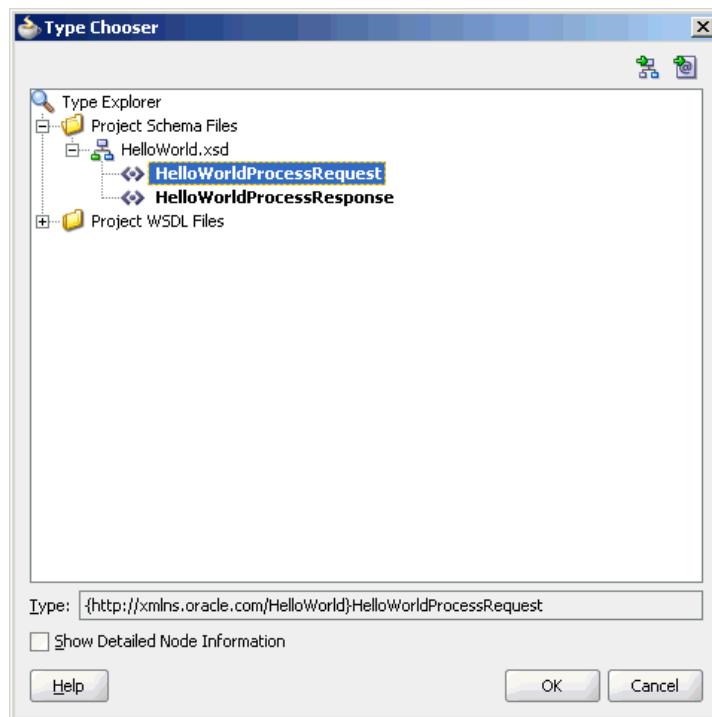 Type Chooser
Type Explorer
Project Schema Files
HelloWorld.xsd
HelloWorldProcessRequest
HelloWorldProcessResponse
Project WSDL Files
Type: {http://xmlns.oracle.com/HelloWorld}HelloWorldProcessRequest
Show Detailed Node Information
Help OK Cancel